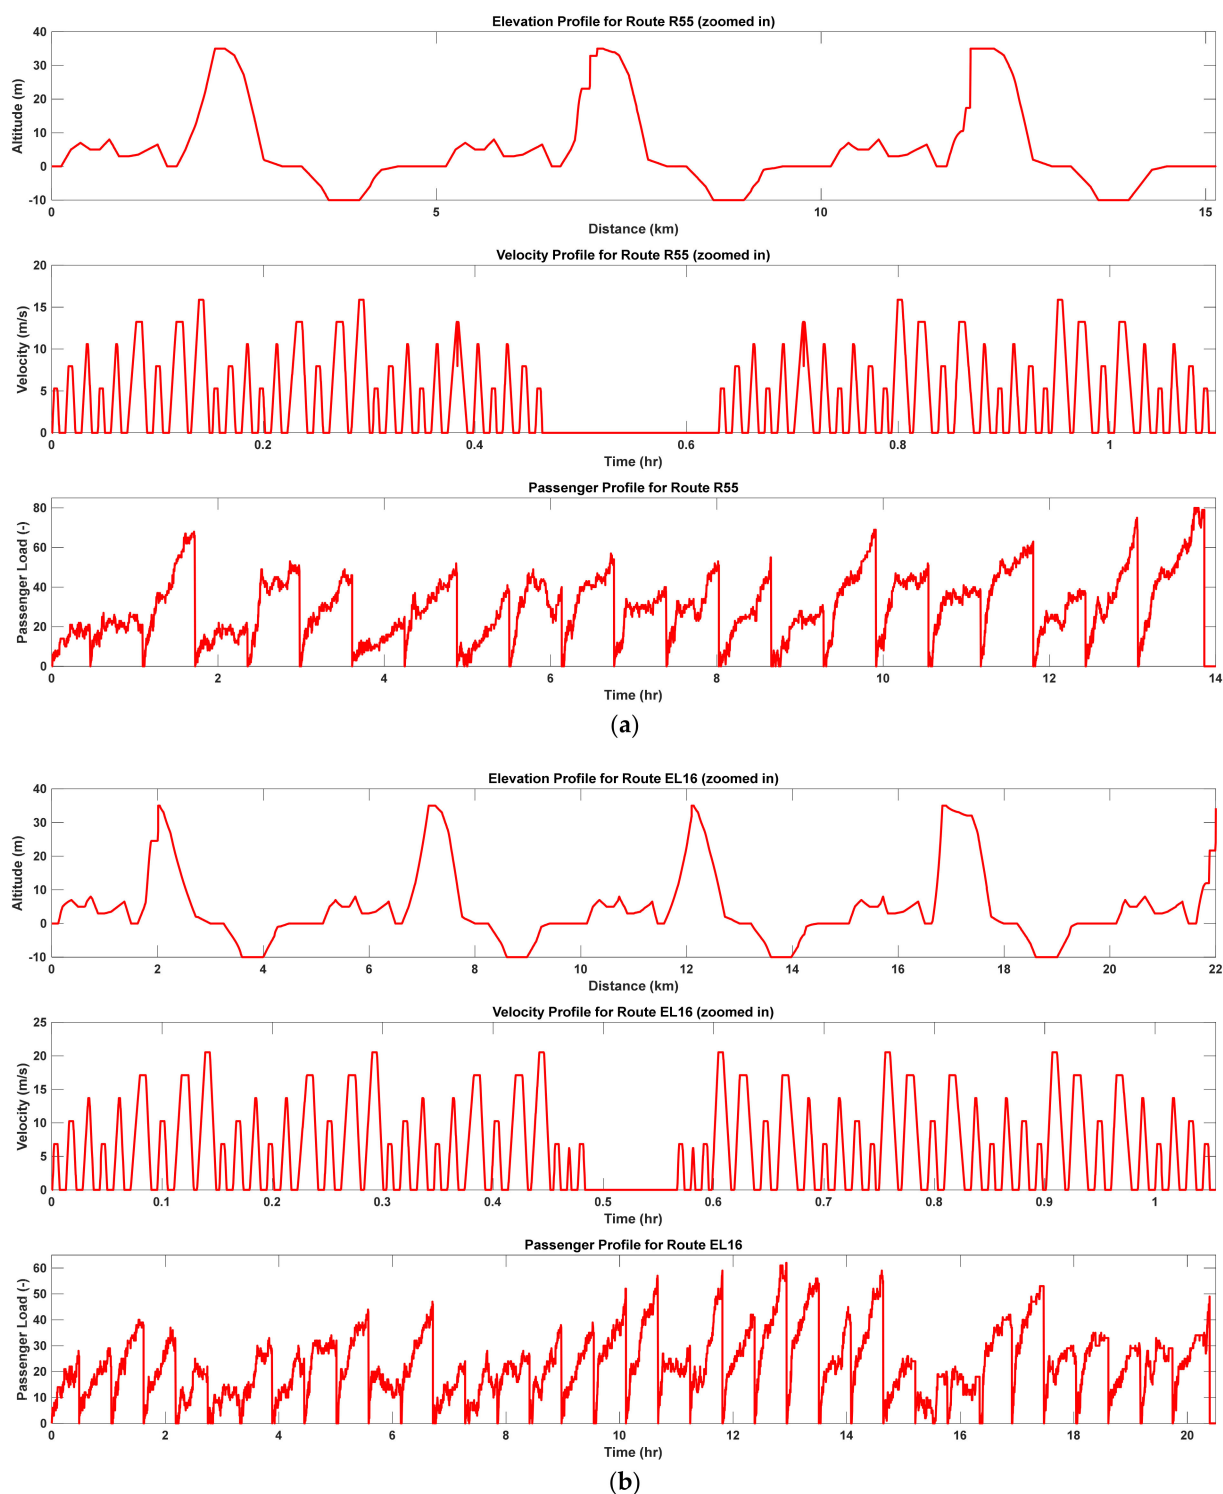 Elevation Profile for Route R55 (zoomed in)
40
30
20
10
0
-10
Altitude (m)
0 5 10 15
Distance (km)
Velocity Profile for Route R55 (zoomed in)
20
15
10
5
0
Velocity (m/s)
0 0.2 0.4 0.6 0.8 1
Time (hr)
Passenger Profile for Route R55
80
60
40
20
0
Passenger Load (-)
0 2 4 6 8 10 12 14
Time (hr)
(a)
Elevation Profile for Route EL16 (zoomed in)
40
30
20
10
0
-10
Altitude (m)
0 2 4 6 8 10 12 14 16 18 20 22
Distance (km)
Velocity Profile for Route EL16 (zoomed in)
25
20
15
10
5
0
Velocity (m/s)
0 0.1 0.2 0.3 0.4 0.5 0.6 0.7 0.8 0.9 1
Time (hr)
Passenger Profile for Route EL16
60
50
40
30
20
10
0
Passenger Load (-)
0 2 4 6 8 10 12 14 16 18 20
Time (hr)
(b)